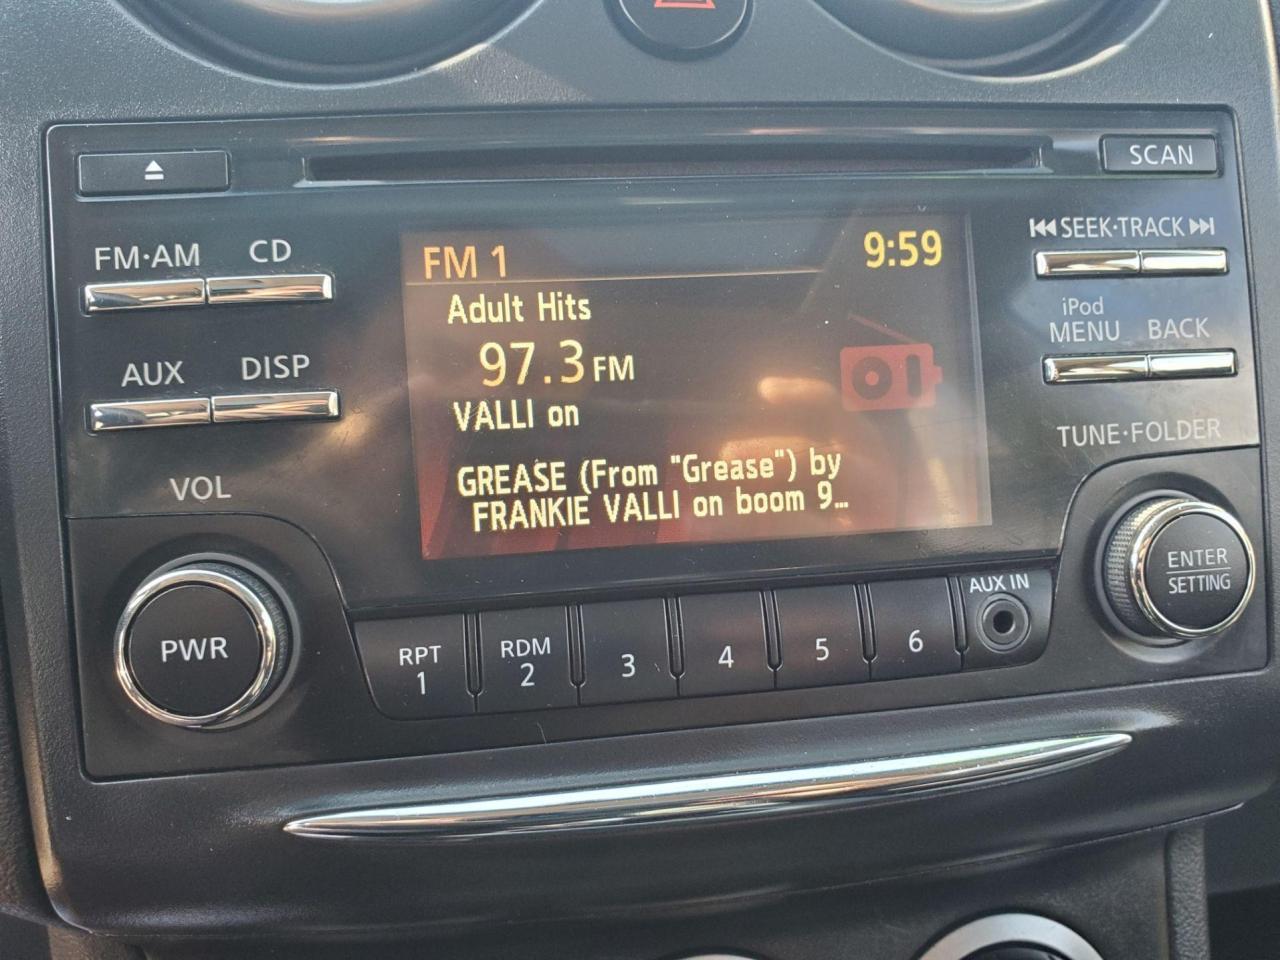 SCAN
FM·AM CD
SEEK·TRACK
FM 1 9:59
Adult Hits
97.3 FM
VALLI on
GREASE (From "Grease") by
FRANKIE VALLI on boom 9...
iPod
MENU BACK
AUX DISP
TUNE·FOLDER
VOL
PWR
ENTER
SETTING
AUX IN
RPT
1
RDM
2
3
4
5
6